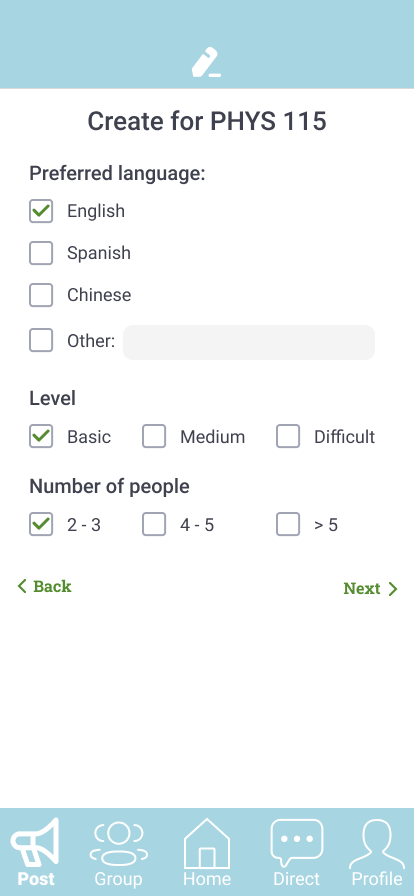 Create for PHYS 115
Preferred language:
English
Spanish
Chinese
Other:
Level
Basic Medium Difficult
Number of people
2 - 3 4 - 5 > 5
Back Next
Post Group Home Direct Profile